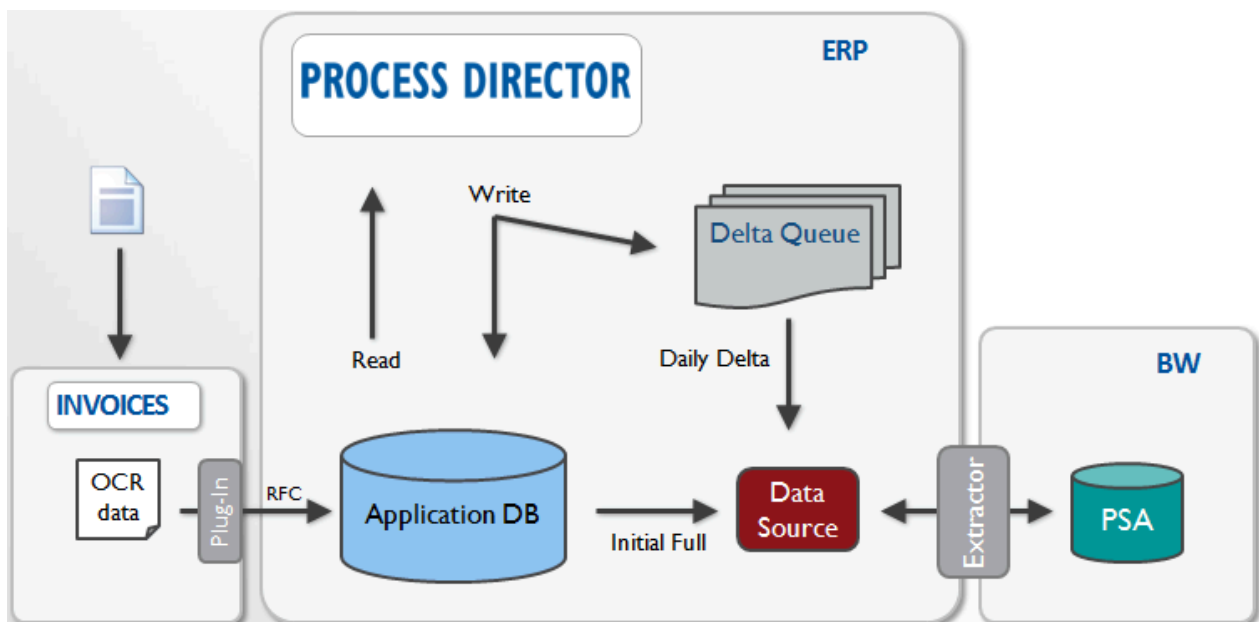 ERP
PROCESS DIRECTOR
Write
Delta Queue
Read
Daily Delta
BW
INVOICES
OCR
data
Plug-In
RFC
Application DB
Initial Full
Data
Source
Extractor
PSA